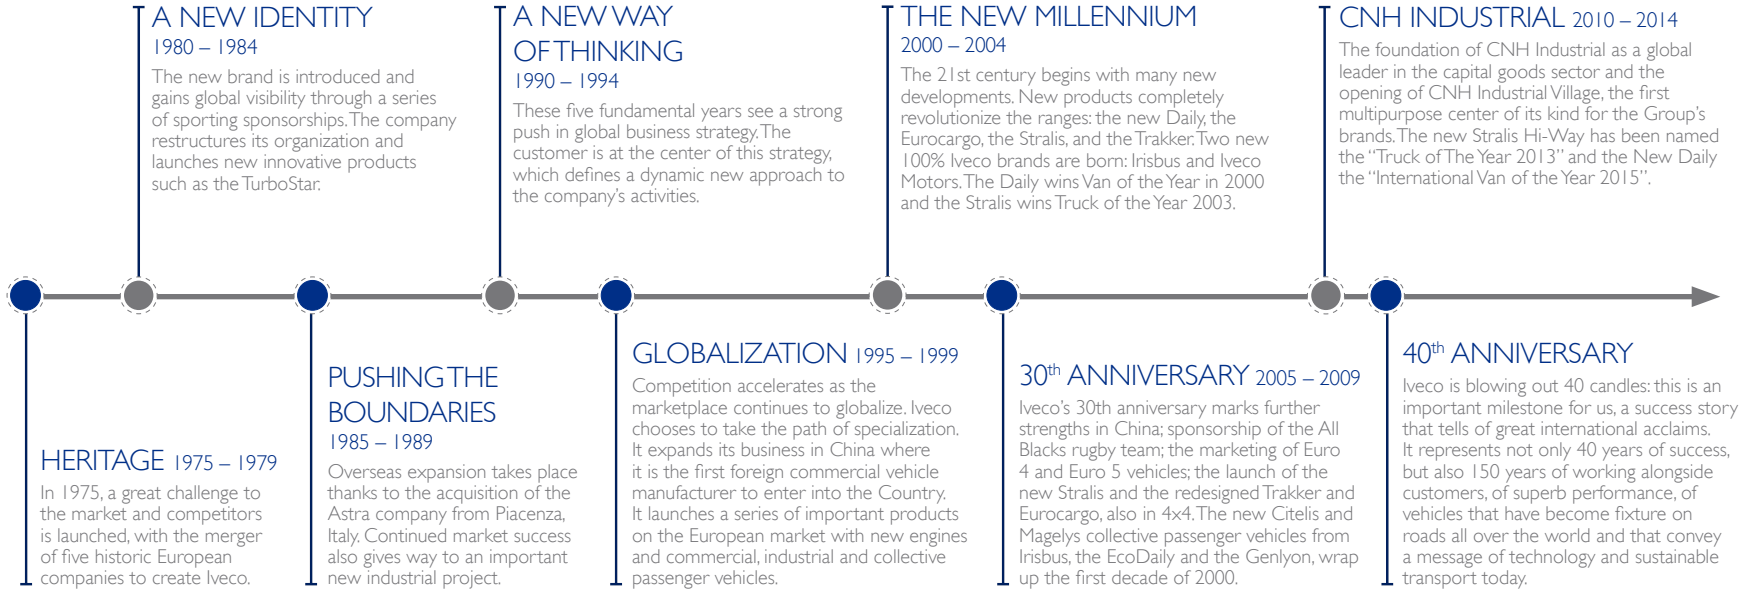 A NEW IDENTITY
1980 – 1984
The new brand is introduced and
gains global visibility through a series
of sporting sponsorships. The company
restructures its organization and
launches new innovative products
such as the TurboStar.
A NEW WAY
OF THINKING
1990 – 1994
These five fundamental years see a strong
push in global business strategy. The
customer is at the center of this strategy,
which defines a dynamic new approach to
the company's activities.
THE NEW MILLENNIUM
2000 – 2004
The 21st century begins with many new
developments. New products completely
revolutionize the ranges: the new Daily, the
Eurocargo, the Stralis, and the Trakker. Two new
100% Iveco brands are born: Irisbus and Iveco
Motors. The Daily wins Van of the Year in 2000
and the Stralis wins Truck of the Year 2003.
CNH INDUSTRIAL 2010 – 2014
The foundation of CNH Industrial as a global
leader in the capital goods sector and the
opening of CNH Industrial Village, the first
multipurpose center of its kind for the Group's
brands. The new Stralis Hi-Way has been named
the "Truck of The Year 2013" and the New Daily
the "International Van of the Year 2015".
HERITAGE 1975 – 1979
In 1975, a great challenge to
the market and competitors
is launched, with the merger
of five historic European
companies to create Iveco.
PUSHING THE
BOUNDARIES
1985 – 1989
Overseas expansion takes place
thanks to the acquisition of the
Astra company from Piacenza,
Italy. Continued market success
also gives way to an important
new industrial project.
GLOBALIZATION 1995 – 1999
Competition accelerates as the
marketplace continues to globalize. Iveco
chooses to take the path of specialization.
It expands its business in China where
it is the first foreign commercial vehicle
manufacturer to enter into the Country.
It launches a series of important products
on the European market with new engines
and commercial, industrial and collective
passenger vehicles.
30th ANNIVERSARY 2005 – 2009
Iveco's 30th anniversary marks further
strengths in China; sponsorship of the All
Blacks rugby team; the marketing of Euro
4 and Euro 5 vehicles; the launch of the
new Stralis and the redesigned Trakker and
Eurocargo, also in 4x4. The new Citelis and
Magelys collective passenger vehicles from
Irisbus, the EcoDaily and the Genlyon, wrap
up the first decade of 2000.
40th ANNIVERSARY
Iveco is blowing out 40 candles: this is an
important milestone for us, a success story
that tells of great international acclaims.
It represents not only 40 years of success,
but also 150 years of working alongside
customers, of superb performance, of
vehicles that have become fixture on
roads all over the world and that convey
a message of technology and sustainable
transport today.